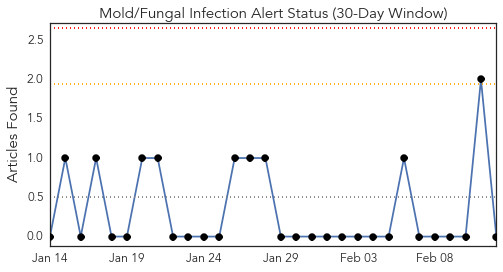 Mold/Fungal Infection Alert Status (30-Day Window)
Articles Found
2.5
2.0
1.5
1.0
0.5
0.0
Jan 14 Jan 19 Jan 24 Jan 29 Feb 03 Feb 08